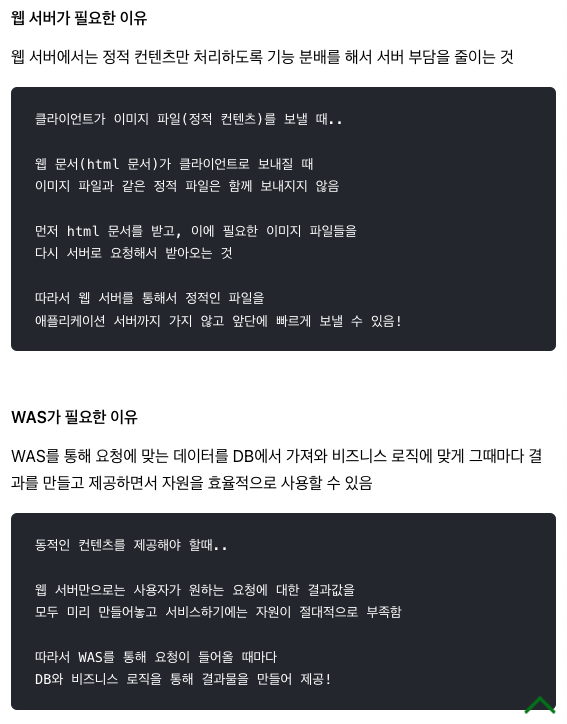 웹 서버가 필요한 이유
웹 서버에서는 정적 컨텐츠만 처리하도록 기능 분배를 해서 서버 부담을 줄이는 것
클라이언트가 이미지 파일(정적 컨텐츠)를 보낼 때..
웹 문서(html 문서)가 클라이언트로 보내질 때
이미지 파일과 같은 정적 파일은 함께 보내지지 않음
먼저 html 문서를 받고, 이에 필요한 이미지 파일들을
다시 서버로 요청해서 받아오는 것
따라서 웹 서버를 통해서 정적인 파일을
애플리케이션 서버까지 가지 않고 앞단에 빠르게 보낼 수 있음!
WAS가 필요한 이유
WAS를 통해 요청에 맞는 데이터를 DB에서 가져와 비즈니스 로직에 맞게 그때마다 결
과를 만들고 제공하면서 자원을 효율적으로 사용할 수 있음
동적인 컨텐츠를 제공해야 할때..
웹 서버만으로는 사용자가 원하는 요청에 대한 결과값을
모두 미리 만들어놓고 서비스하기에는 자원이 절대적으로 부족함
따라서 WAS를 통해 요청이 들어올 때마다
DB와 비즈니스 로직을 통해 결과물을 만들어 제공!